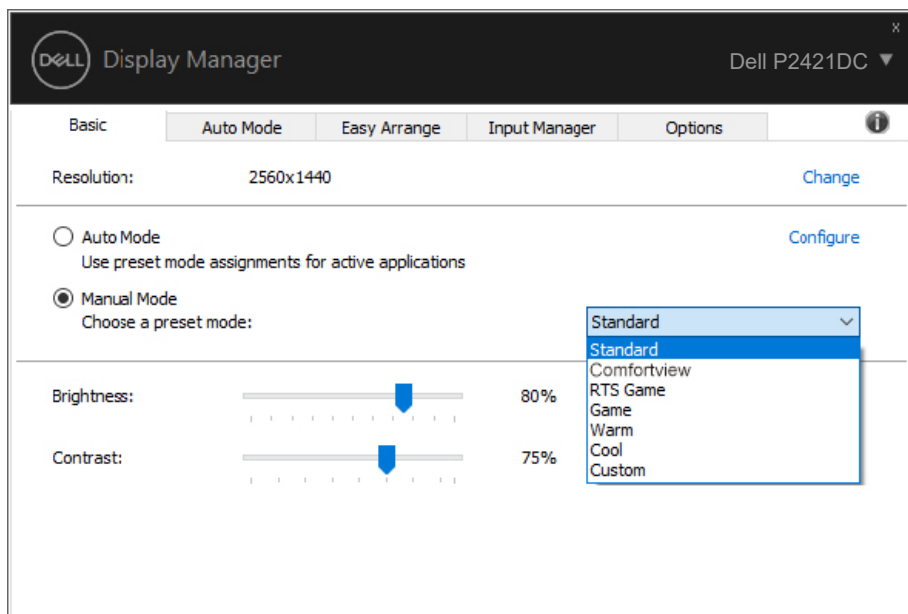 x
DELL Display Manager
Dell P2421DC ▼
Basic Auto Mode Easy Arrange Input Manager Options i
Resolution: 2560x1440 Change
Auto Mode Configure
Use preset mode assignments for active applications
Manual Mode
Choose a preset mode: Standard
Standard
Comfortview
RTS Game
Game
Warm
Cool
Custom
Brightness: 80%
Contrast: 75%